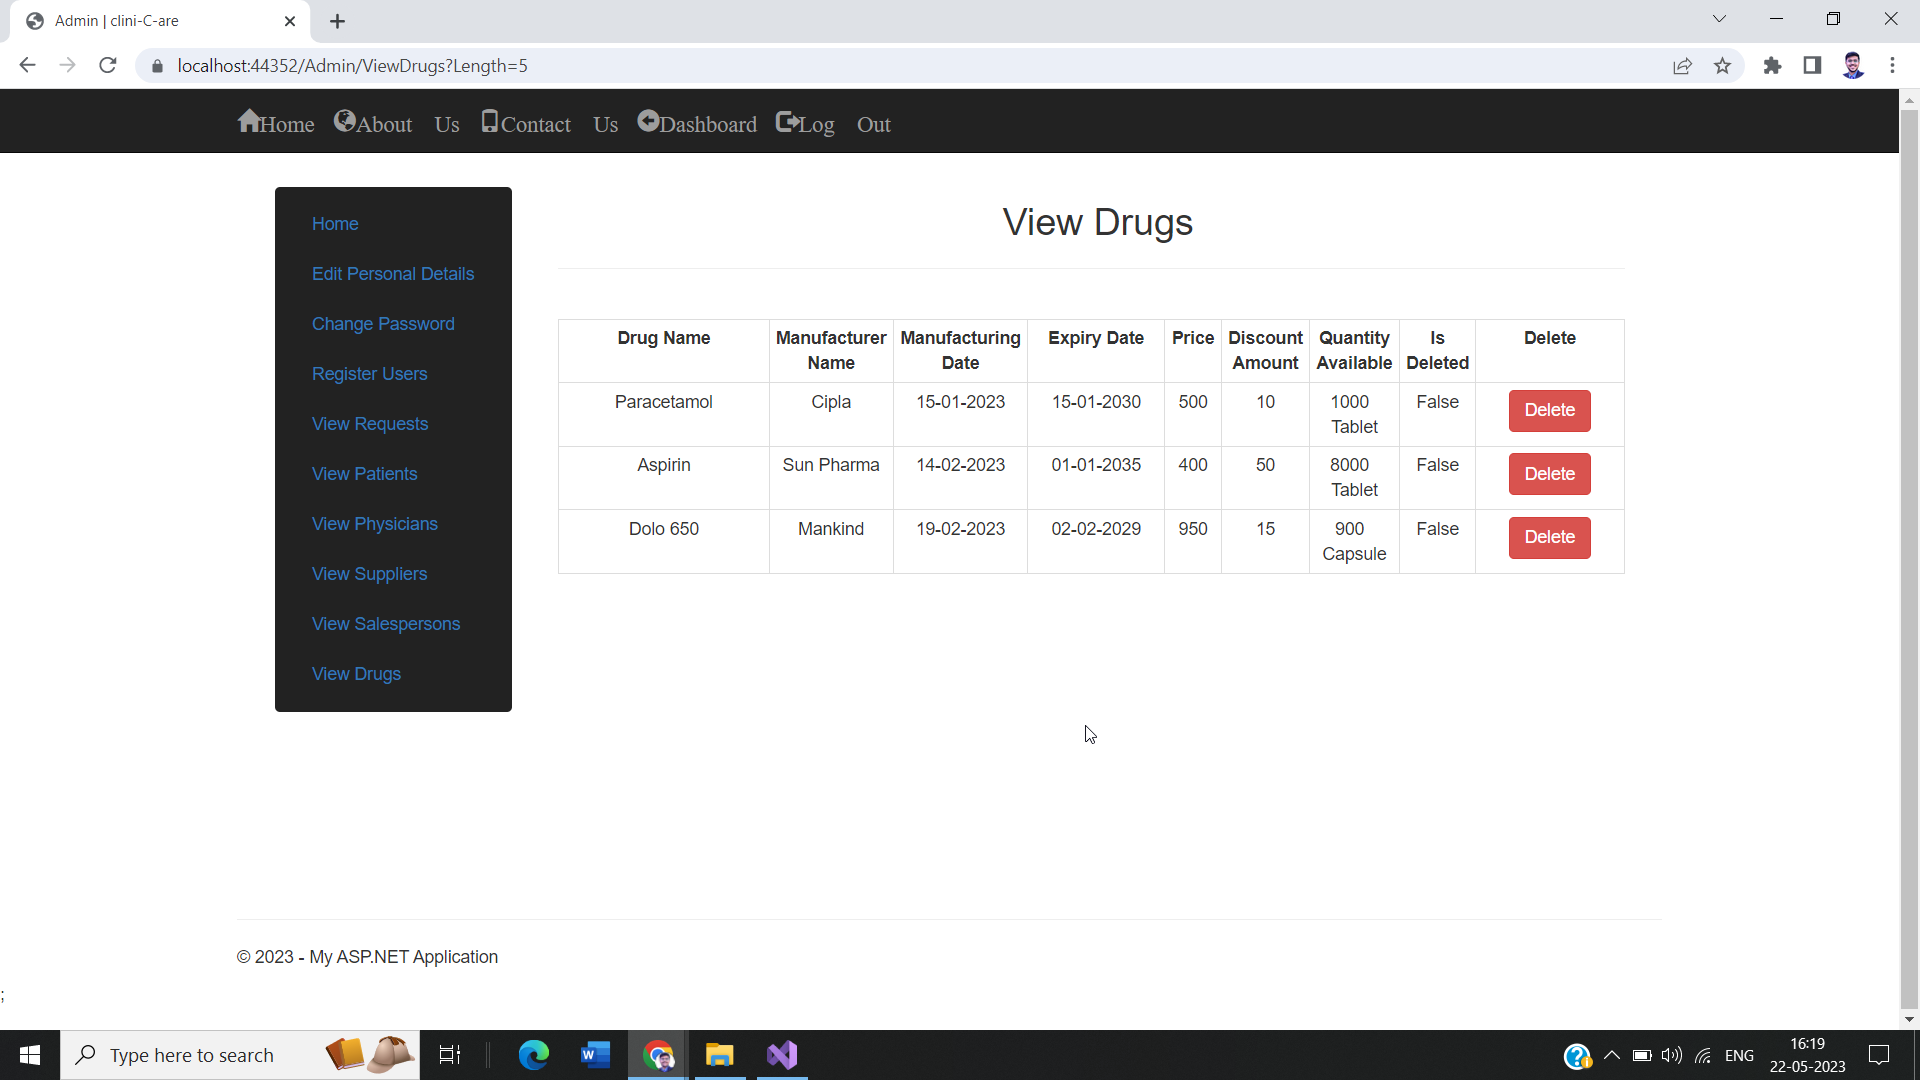 Admin | clini-C-are
localhost:44352/Admin/ViewDrugs?Length=5
Home About Us Contact Us Dashboard Log Out
Home
Edit Personal Details
Change Password
Register Users
View Requests
View Patients
View Physicians
View Suppliers
View Salespersons
View Drugs
View Drugs
Drug Name Manufacturer Manufacturing Expiry Date Price Discount Quantity Is Delete
Name Date Amount Available Deleted
Paracetamol Cipla 15-01-2023 15-01-2030 500 10 1000 False Delete
Tablet
Aspirin Sun Pharma 14-02-2023 01-01-2035 400 50 8000 False Delete
Tablet
Dolo 650 Mankind 19-02-2023 02-02-2029 950 15 900 False Delete
Capsule
© 2023 - My ASP.NET Application
;
Type here to search
ENG
16:19
22-05-2023